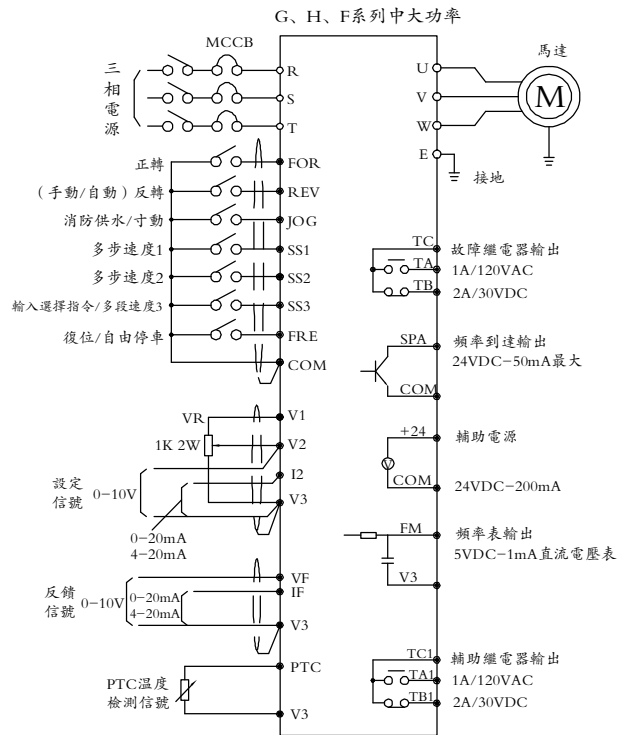 G、H、F系列中大功率
MCCB
三相電源
R
S
T
U
V
W
E
馬達
M
接地
正轉
FOR
（手動/自動）反轉
REV
消防供水/寸動
JOG
多步速度1
SS1
多步速度2
SS2
輸入選擇指令/多段速度3
SS3
復位/自由停車
FRE
COM
TC
故障繼電器輸出
TA
1A/120VAC
TB
2A/30VDC
SPA
頻率到達輸出
24VDC-50mA最大
COM
VR
V1
1K 2W
V2
I2
設定信號
0-10V
V3
0-20mA
4-20mA
+24
輔助電源
V
COM
24VDC-200mA
FM
頻率表輸出
5VDC-1mA直流電壓表
V3
VF
IF
反饋信號
0-10V
0-20mA
4-20mA
V3
PTC
PTC温度
檢測信號
V3
TC1
輔助繼電器輸出
TA1
1A/120VAC
TB1
2A/30VDC